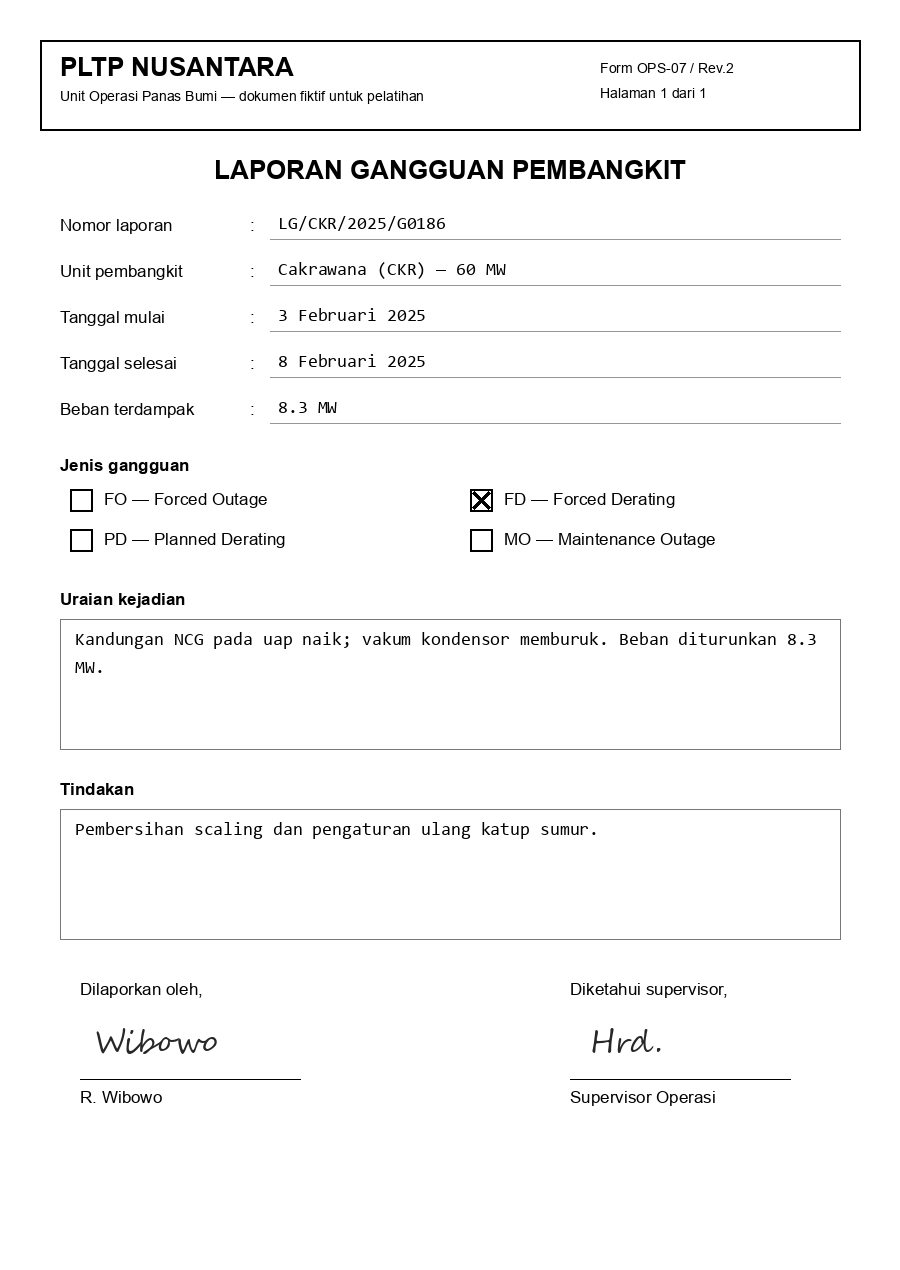 PLTP NUSANTARA
Unit Operasi Panas Bumi — dokumen fiktif untuk pelatihan
Form OPS-07 / Rev.2
Halaman 1 dari 1
LAPORAN GANGGUAN PEMBANGKIT
Nomor laporan : LG/CKR/2025/G0186
Unit pembangkit : Cakrawana (CKR) — 60 MW
Tanggal mulai : 3 Februari 2025
Tanggal selesai : 8 Februari 2025
Beban terdampak : 8.3 MW
Jenis gangguan
FO — Forced Outage
FD — Forced Derating
PD — Planned Derating
MO — Maintenance Outage
Uraian kejadian
Kandungan NCG pada uap naik; vakum kondensor memburuk. Beban diturunkan 8.3
MW.
Tindakan
Pembersihan scaling dan pengaturan ulang katup sumur.
Dilaporkan oleh,
Wibowo
R. Wibowo
Diketahui supervisor,
Hrd.
Supervisor Operasi